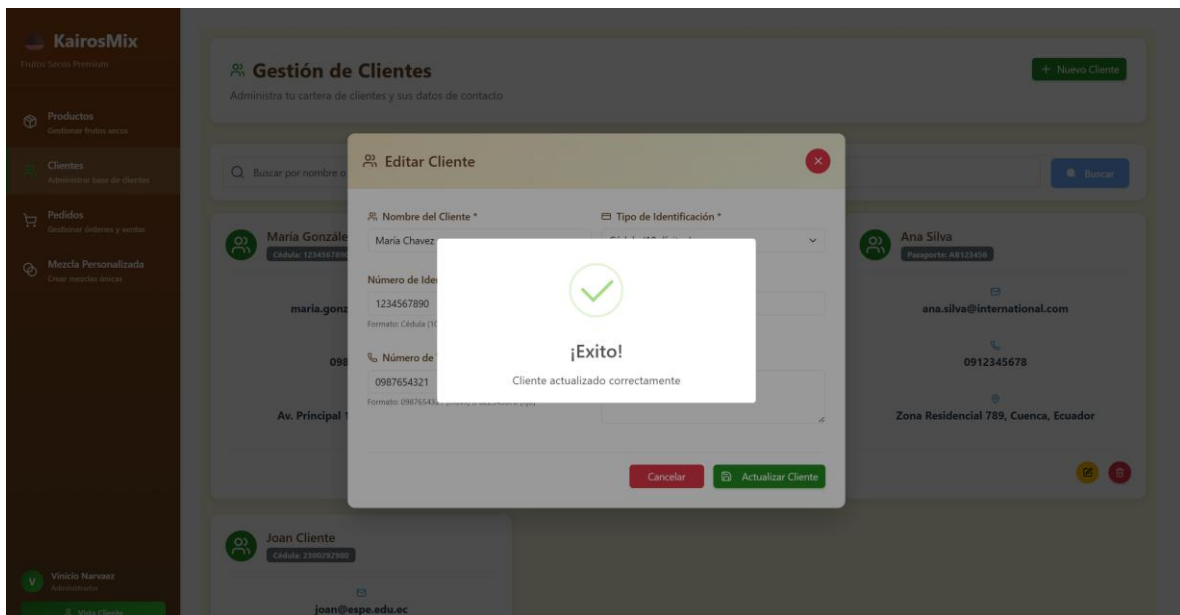 KairosMix
Frutos Secos Premium
Productos
Gestionar frutos secos
Clientes
Administrar base de clientes
Pedidos
Gestionar órdenes y ventas
Mezcla Personalizada
Crear mezclas únicas
Vinicio Narvaez
Administrador
Vista Cliente
Gestión de Clientes
Administra tu cartera de clientes y sus datos de contacto
+ Nuevo Cliente
Buscar por nombre o
Buscar
María Gonzále
Cédula: 1234567890
maria.gonz
098
Av. Principal 1
Ana Silva
Pasaporte: AB123456
ana.silva@international.com
0912345678
Zona Residencial 789, Cuenca, Ecuador
Joan Cliente
Cédula: 2300292980
joan@espe.edu.ec
Editar Cliente
Nombre del Cliente *
María Chavez
Tipo de Identificación *
Número de Ide
1234567890
Formato: Cédula (10
Número de
0987654321
Cancelar
Actualizar Cliente
¡Exito!
Cliente actualizado correctamente